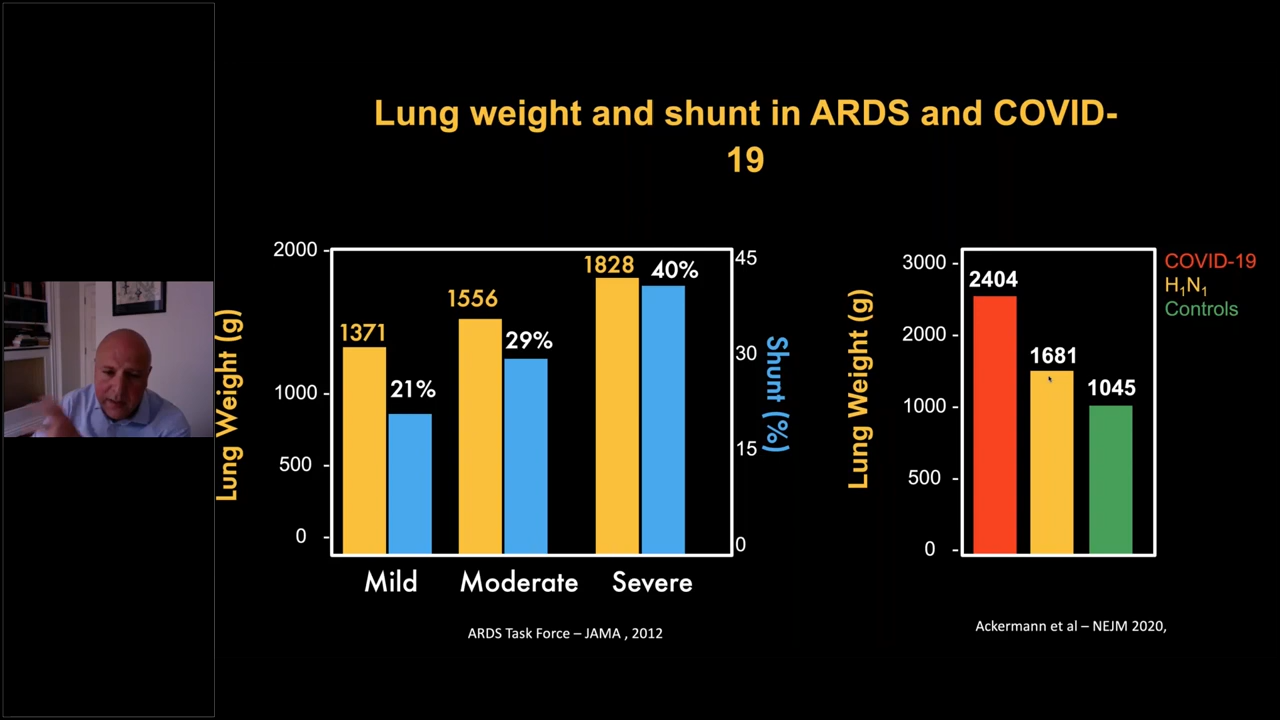 Lung weight and shunt in ARDS and COVID-
19
Lung Weight (g)
2000
1000
500
0
1371
21%
1556
29%
1828
40%
45
30
15
0
Shunt (%)
Mild
Moderate
Severe
ARDS Task Force – JAMA , 2012
Lung Weight (g)
3000
2000
1000
500
0
2404
1681
1045
COVID-19
H₁N₁
Controls
Ackermann et al – NEJM 2020,